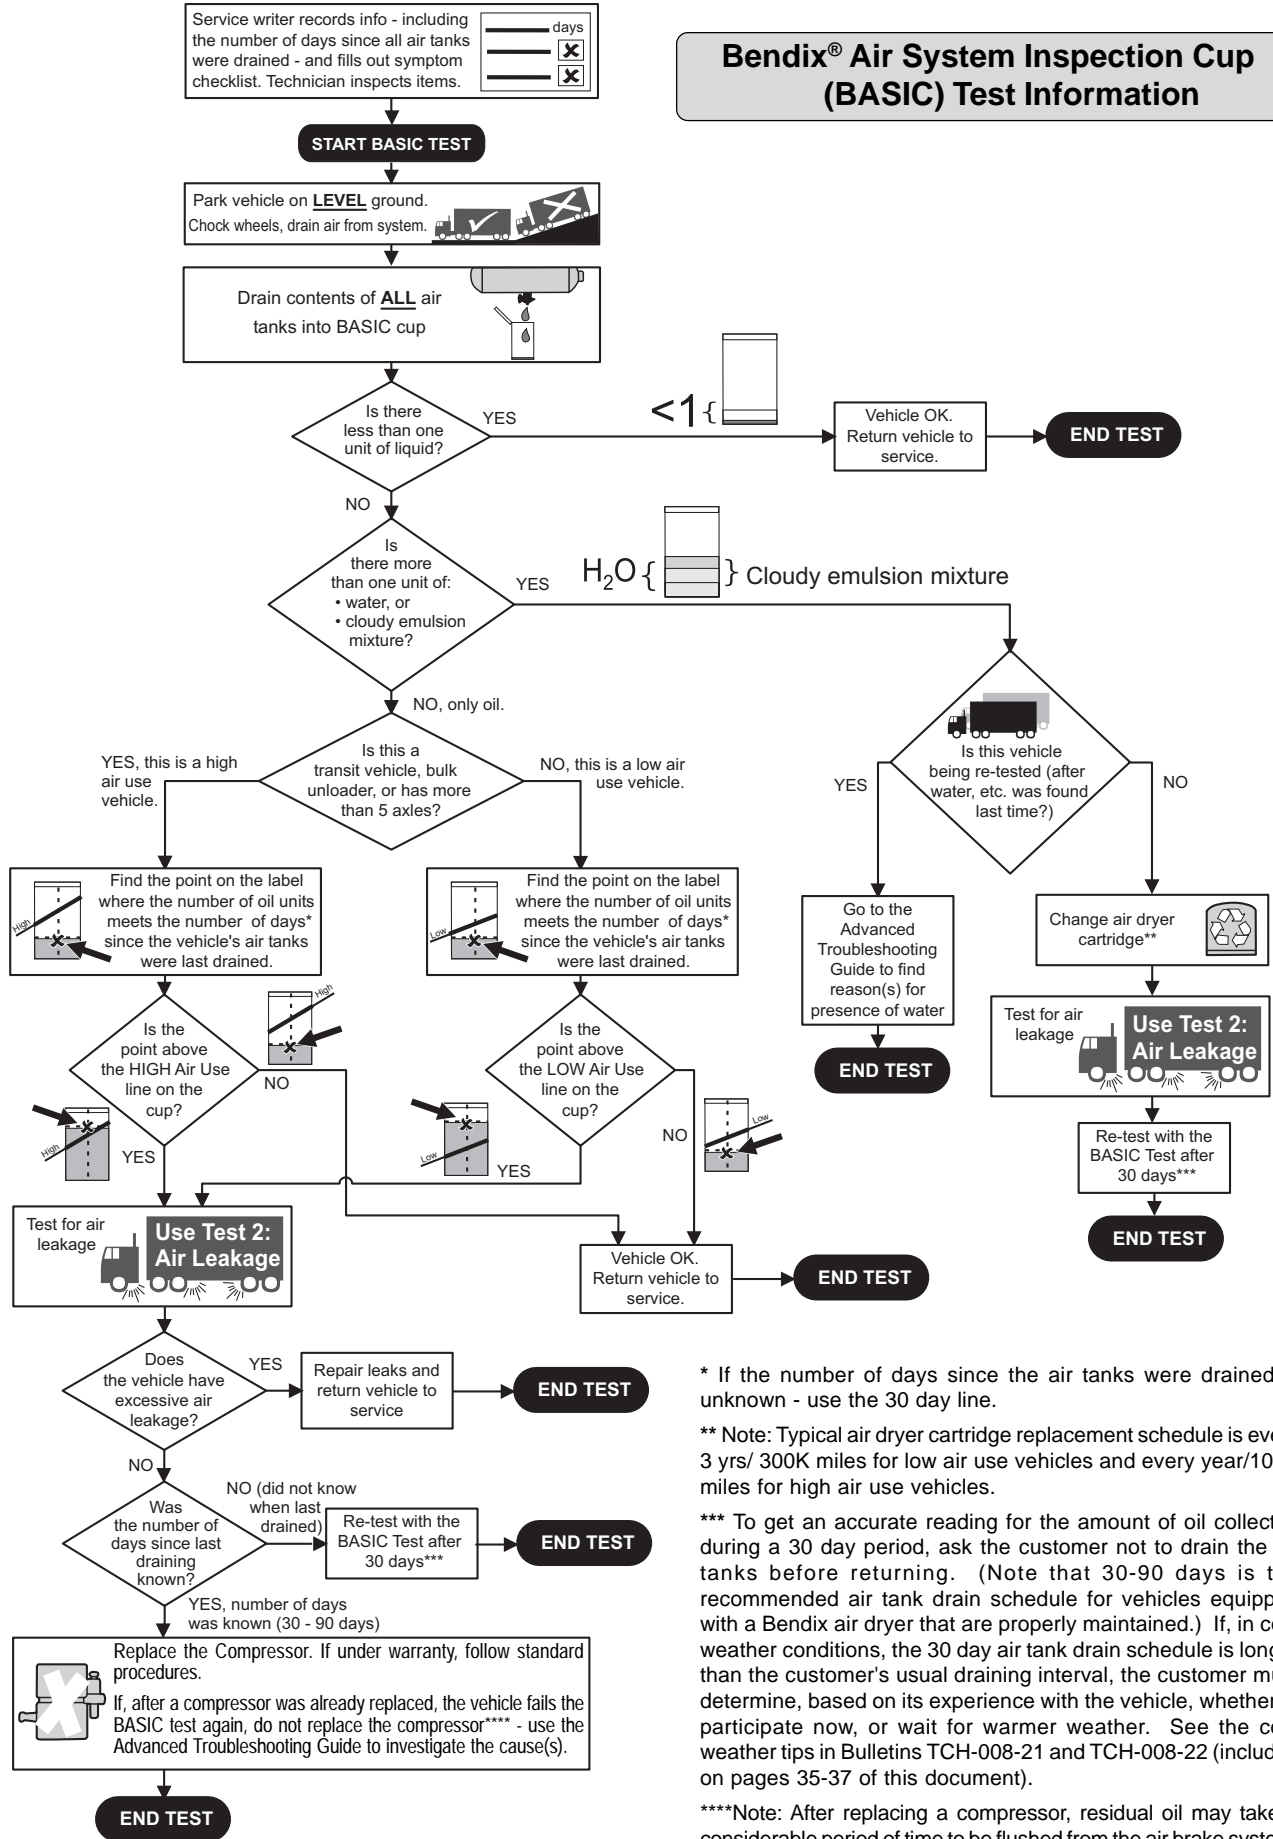 Bendix® Air System Inspection Cup
(BASIC) Test Information
Service writer records info - including
the number of days since all air tanks
were drained - and fills out symptom
checklist. Technician inspects items.
days
START BASIC TEST
Park vehicle on LEVEL ground.
Chock wheels, drain air from system.
Drain contents of ALL air
tanks into BASIC cup
Is there
less than one
unit of liquid?
YES
<1 {
Vehicle OK.
Return vehicle to
service.
END TEST
NO
Is
there more
than one unit of:
• water, or
• cloudy emulsion
mixture?
YES
H₂O { } Cloudy emulsion mixture
NO, only oil.
Is this a
transit vehicle, bulk
unloader, or has more
than 5 axles?
YES, this is a high
air use
vehicle.
NO, this is a low air
use vehicle.
Is this vehicle
being re-tested (after
water, etc. was found
last time?)
YES
NO
Find the point on the label
where the number of oil units
meets the number of days*
since the vehicle's air tanks
were last drained.
High
Find the point on the label
where the number of oil units
meets the number of days*
since the vehicle's air tanks
were last drained.
Low
Go to the
Advanced
Troubleshooting
Guide to find
reason(s) for
presence of water
END TEST
Change air dryer
cartridge**
Test for air
leakage
Use Test 2:
Air Leakage
Re-test with the
BASIC Test after
30 days***
END TEST
Is the
point above
the HIGH Air Use
line on the
cup?
High
NO
High
YES
Is the
point above
the LOW Air Use
line on the
cup?
NO
Low
Low
YES
Test for air
leakage
Use Test 2:
Air Leakage
Vehicle OK.
Return vehicle to
service.
END TEST
Does
the vehicle have
excessive air
leakage?
YES
Repair leaks and
return vehicle to
service
END TEST
NO
Was
the number of
days since last
draining
known?
NO (did not know
when last
drained)
Re-test with the
BASIC Test after
30 days***
END TEST
YES, number of days
was known (30 - 90 days)
Replace the Compressor. If under warranty, follow standard
procedures.
If, after a compressor was already replaced, the vehicle fails the
BASIC test again, do not replace the compressor**** - use the
Advanced Troubleshooting Guide to investigate the cause(s).
END TEST
* If the number of days since the air tanks were drained
unknown - use the 30 day line.
** Note: Typical air dryer cartridge replacement schedule is
3 yrs/ 300K miles for low air use vehicles and every
miles for high air use vehicles.
*** To get an accurate reading for the amount of oil
during a 30 day period, ask the customer not to drain the
tanks before returning. (Note that 30-90 days is
recommended air tank drain schedule for vehicles
with a Bendix air dryer that are properly maintained.) If, in
weather conditions, the 30 day air tank drain schedule is
than the customer's usual draining interval, the customer
determine, based on its experience with the vehicle, whether
participate now, or wait for warmer weather. See the
weather tips in Bulletins TCH-008-21 and TCH-008-22
on pages 35-37 of this document).
****Note: After replacing a compressor, residual oil may take
considerable period of time to be flushed from the air brake